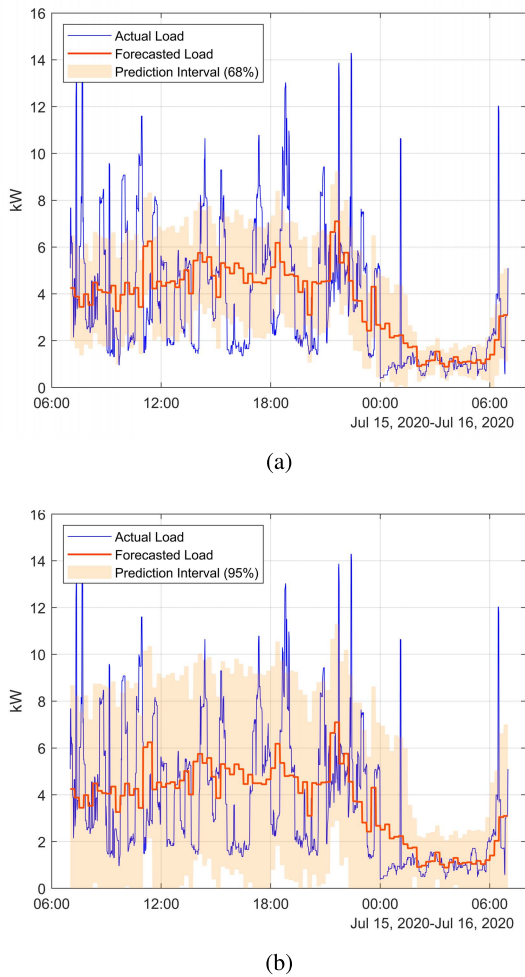 16
14
12
10
8
6
4
2
0
kW
Actual Load
Forecasted Load
Prediction Interval (68%)
06:00 12:00 18:00 00:00 06:00
Jul 15, 2020-Jul 16, 2020
(a)
16
14
12
10
8
6
4
2
0
kW
Actual Load
Forecasted Load
Prediction Interval (95%)
06:00 12:00 18:00 00:00 06:00
Jul 15, 2020-Jul 16, 2020
(b)